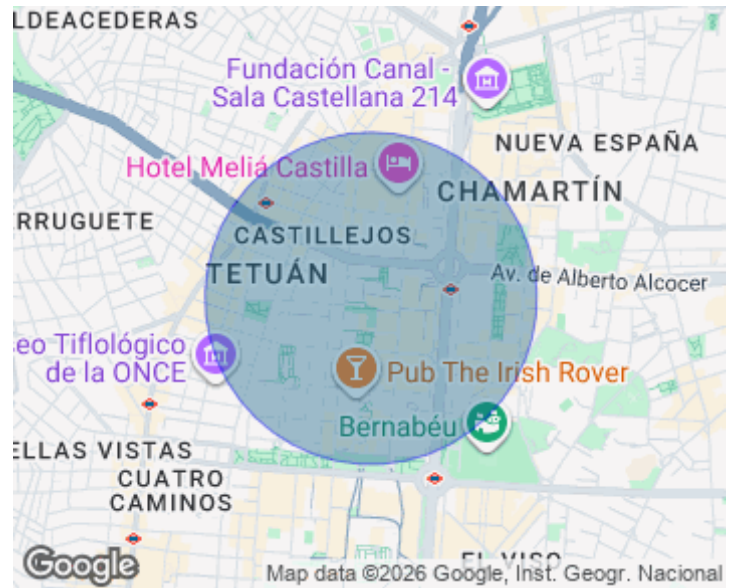 LDEACEDERAS
Fundación Canal -
Sala Castellana 214
NUEVA ESPAÑA
Hotel Meliá Castilla
CHAMARTÍN
RRUGUETE
CASTILLEJOS
TETUÁN
Av. de Alberto Alcocer
seo Tiflológico
de la ONCE
Pub The Irish Rover
Bernabéu
ELLAS VISTAS
CUATRO
CAMINOS
EL VISO
Google
Map data ©2026 Google, Inst. Geogr. Nacional